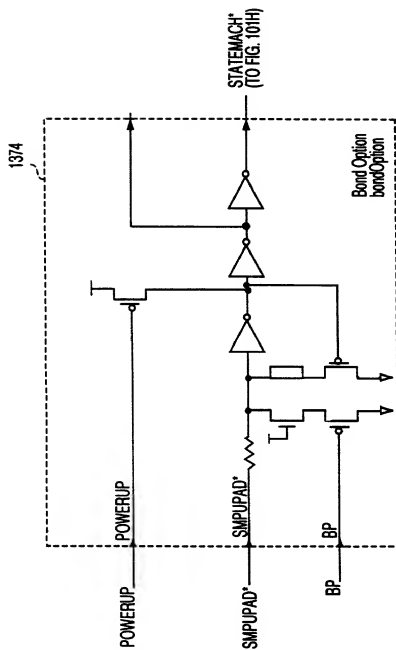 1374
POWERUP
POWERUP
SMPUPAD*
SMPUPAD*
BP
BP
STATEMACH*
(TO FIG. 101H)
Bond Option
bondOption